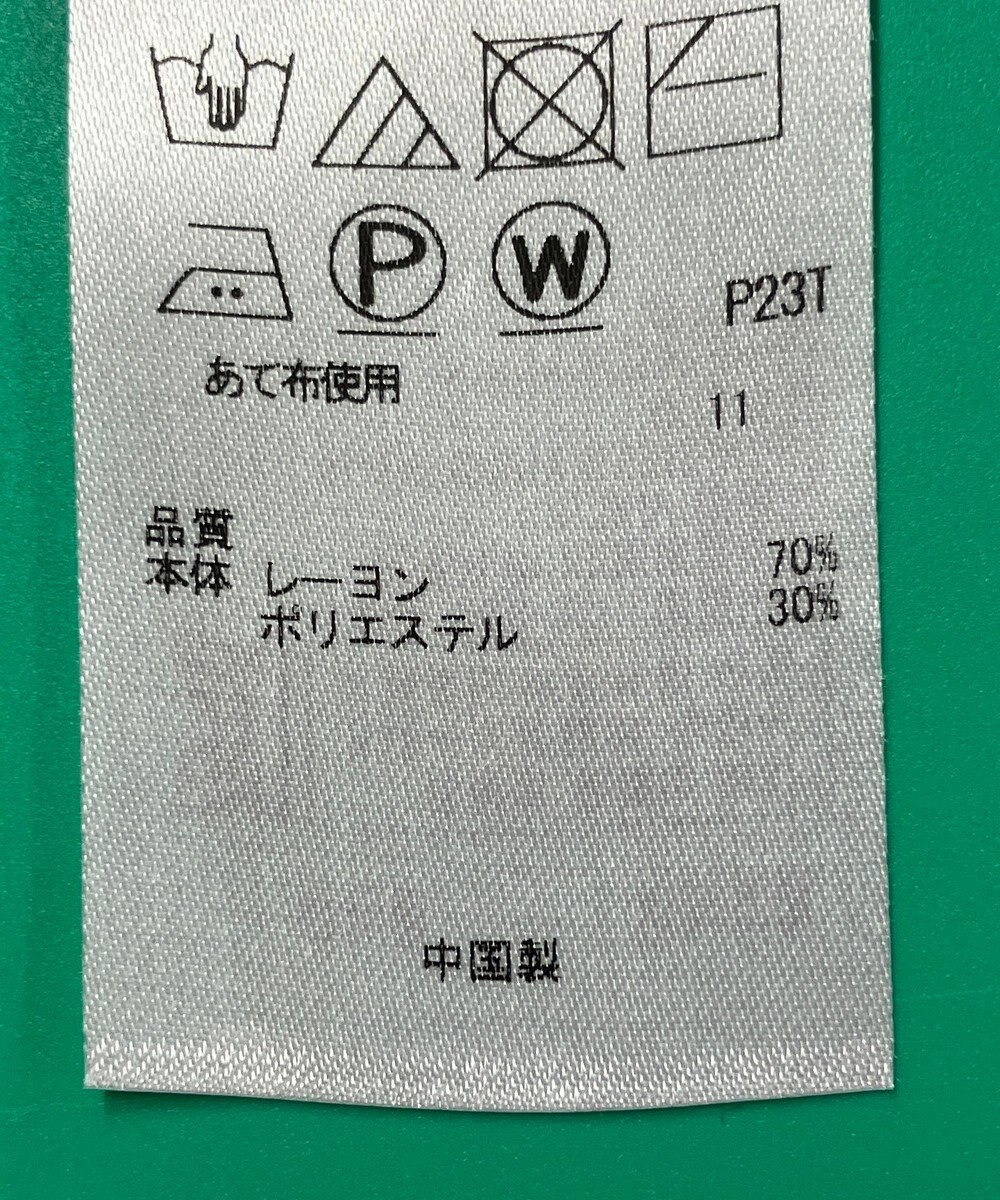 P W P23T
あて布使用
11
品質
本体 レーヨン 70%
ポリエステル 30%
中国製